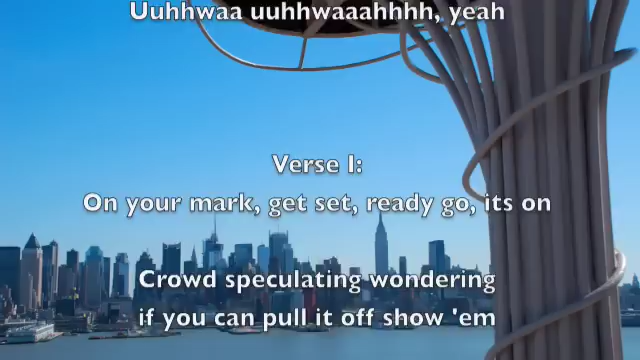 Uuhhwaa uuhhwaaahhhh, yeah
Verse I:
On your mark, get set, ready go, its on
Crowd speculating wondering
if you can pull it off show 'em